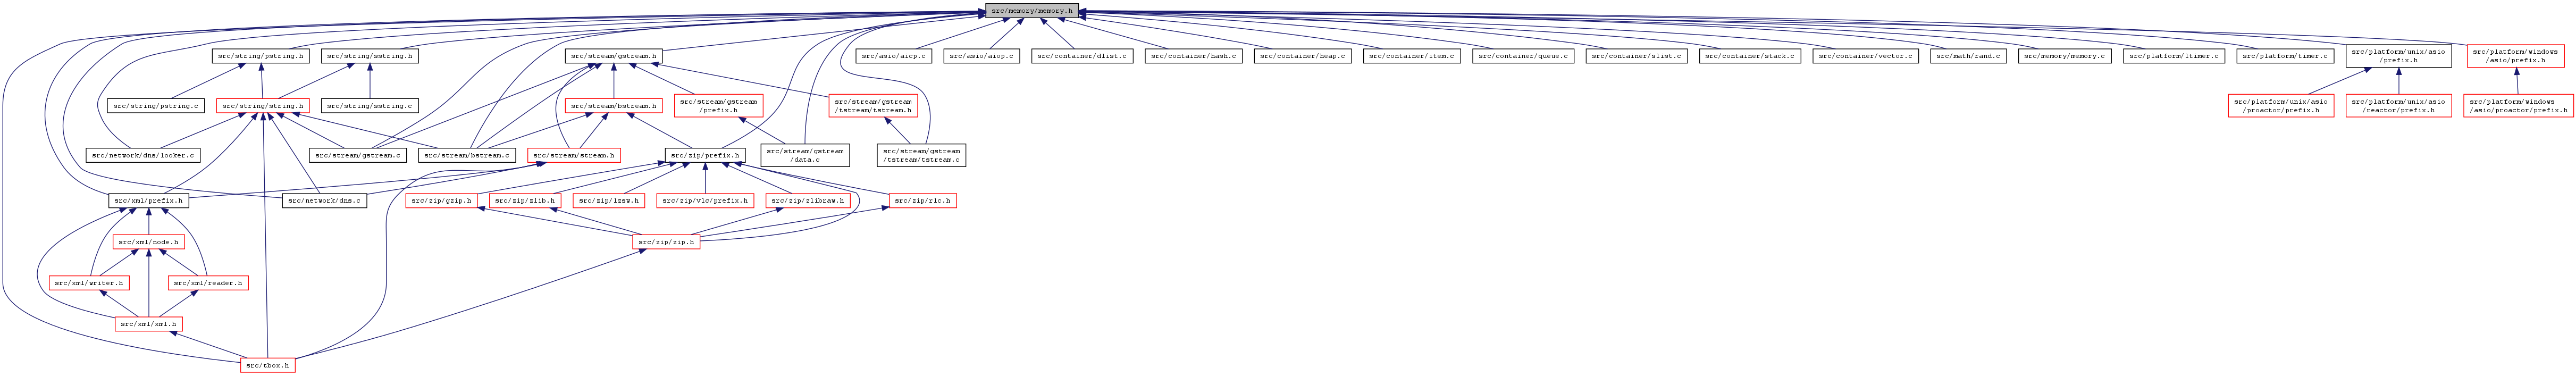 src/memory/memory.h
src/string/pstring.h
src/string/sstring.h
src/stream/gstream.h
src/asio/aicp.c
src/asio/aiop.c
src/container/dlist.c
src/container/hash.c
src/container/heap.c
src/container/item.c
src/container/queue.c
src/container/slist.c
src/container/stack.c
src/container/vector.c
src/math/rand.c
src/memory/memory.c
src/platform/ltimer.c
src/platform/timer.c
src/platform/unix/asio
/prefix.h
src/platform/windows
/asio/prefix.h
src/string/pstring.c
src/string/string.h
src/string/sstring.c
src/stream/bstream.h
src/stream/gstream
/prefix.h
src/stream/gstream
/tstream/tstream.h
src/platform/unix/asio
/proactor/prefix.h
src/platform/unix/asio
/reactor/prefix.h
src/platform/windows
/asio/proactor/prefix.h
src/network/dns/looker.c
src/stream/gstream.c
src/stream/bstream.c
src/stream/stream.h
src/zip/prefix.h
src/stream/gstream
/data.c
src/stream/gstream
/tstream/tstream.c
src/xml/prefix.h
src/network/dns.c
src/zip/gzip.h
src/zip/zlib.h
src/zip/lzsw.h
src/zip/vlc/prefix.h
src/zip/zlibraw.h
src/zip/rlc.h
src/xml/node.h
src/zip/zip.h
src/xml/writer.h
src/xml/reader.h
src/xml/xml.h
src/tbox.h